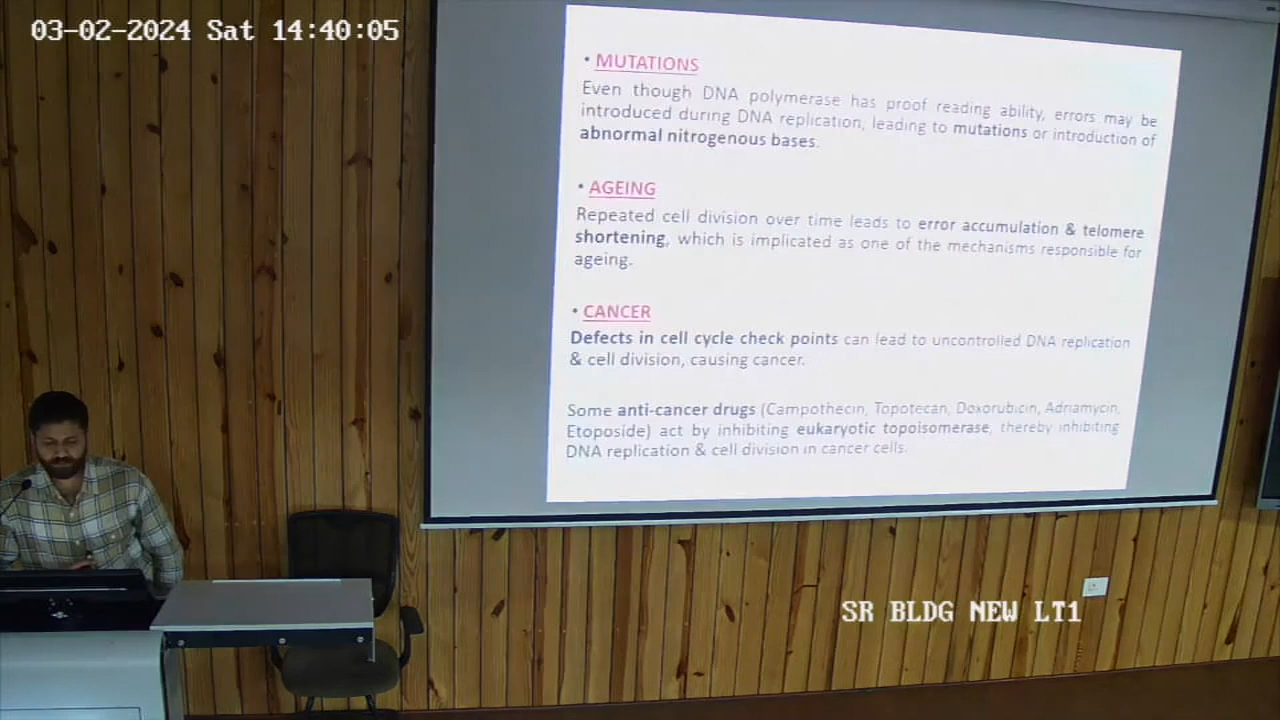 03-02-2024 Sat 14:40:05
• MUTATIONS
Even though DNA polymerase has proof reading ability, errors may be
introduced during DNA replication, leading to mutations or introduction of
abnormal nitrogenous bases.
• AGEING
Repeated cell division over time leads to error accumulation & telomere
shortening, which is implicated as one of the mechanisms responsible for
ageing.
• CANCER
Defects in cell cycle check points can lead to uncontrolled DNA replication
& cell division, causing cancer.
Some anti-cancer drugs (Campothecin, Topotecan, Doxorubicin, Adriamycin,
Etoposide) act by inhibiting eukaryotic topoisomerase, thereby inhibiting
DNA replication & cell division in cancer cells.
SR BLDG NEW LT1